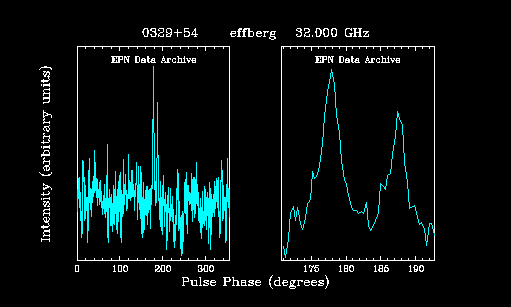 0329+54 effberg 32.000 GHz
EPN Data Archive EPN Data Archive
Intensity (arbitrary units)
0 100 200 300 175 180 185 190
Pulse Phase (degrees)